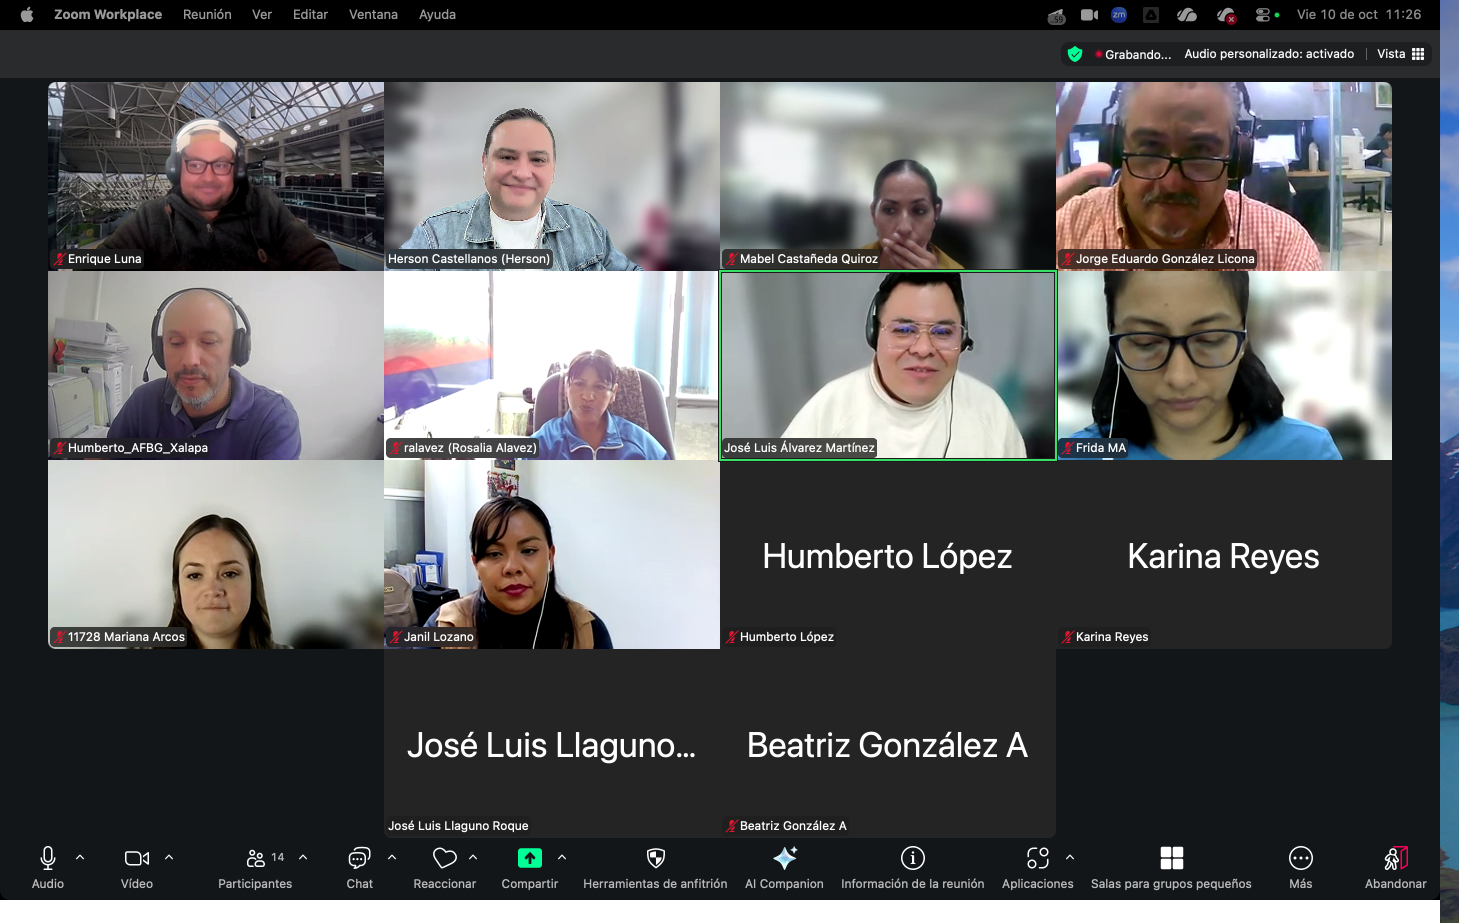 Zoom Workplace Reunión Ver Editar Ventana Ayuda zm Vie 10 de oct 11:26
Grabando... Audio personalizado: activado Vista
Enrique Luna
Herson Castellanos (Herson)
Mabel Castañeda Quiroz
Jorge Eduardo González Licona
Humberto_AFBG_Xalapa
ralavez (Rosalia Alavez)
José Luis Álvarez Martínez
Frida MA
11728 Mariana Arcos
Janil Lozano
Humberto López
Humberto López
Karina Reyes
Karina Reyes
José Luis Llaguno...
José Luis Llaguno Roque
Beatriz González A
Beatriz González A
14
Audio Vídeo Participantes Chat Reaccionar Compartir Herramientas de anfitrión AI Companion Información de la reunión Aplicaciones Salas para grupos pequeños Más Abandonar